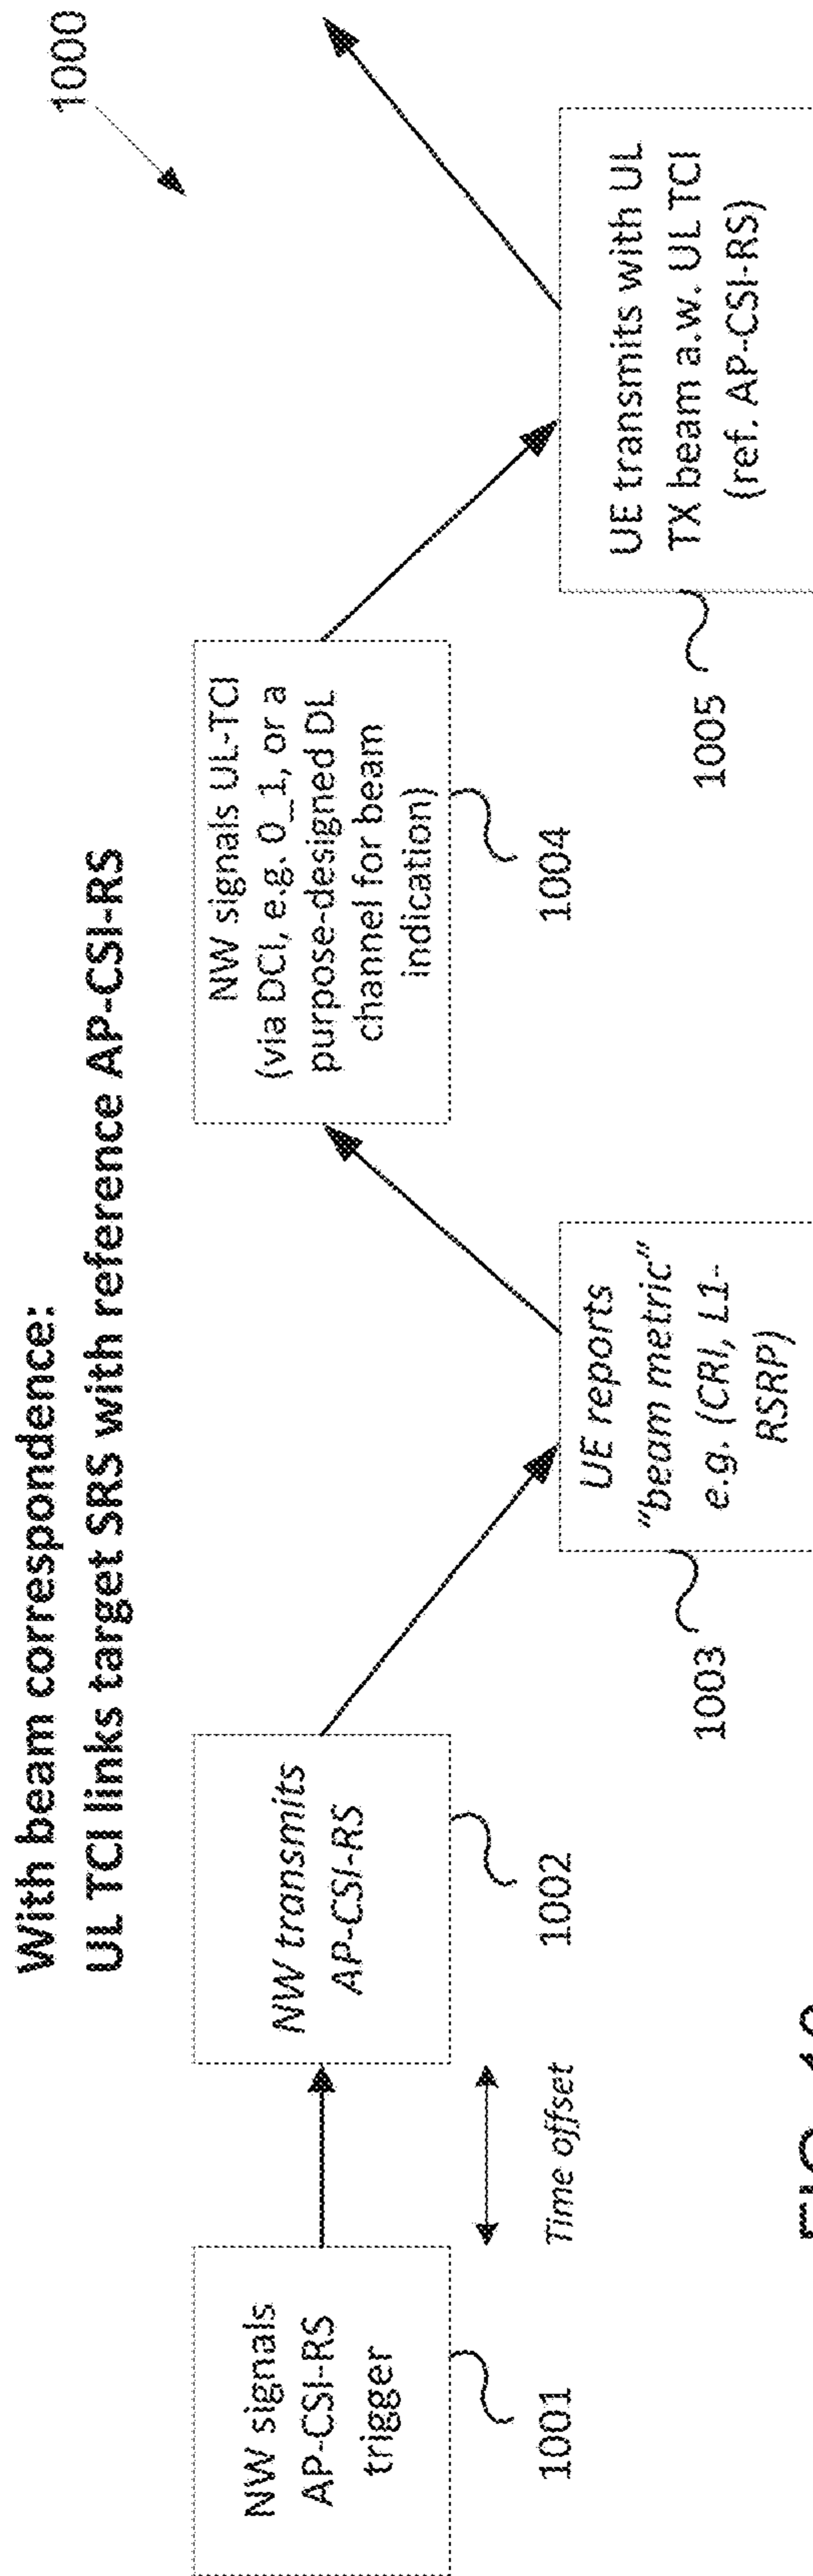 1000
With beam correspondence:
UL TCI links target SRS with reference AP-CSI-RS
NW signals
AP-CSI-RS
trigger
1001
Time offset
NW transmits
AP-CSI-RS
1002
UE reports
"beam metric"
e.g. (CRI, L1-
RSRP)
1003
NW signals UL-TCI
(via DCI, e.g. 0_1, or a
purpose-designed DL
channel for beam
indication)
1004
UE transmits with UL
TX beam a.w. UL TCI
(ref. AP-CSI-RS)
1005